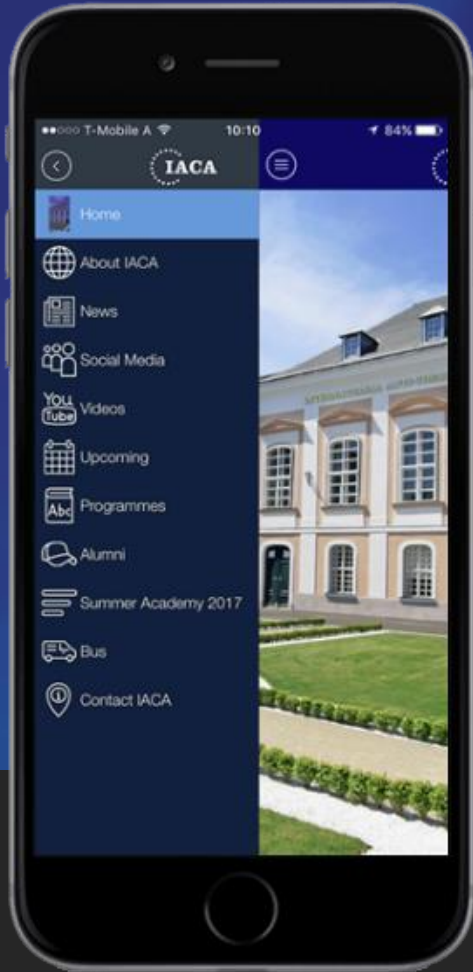 T-Mobile A
10:10
84%
IACA
Home
About IACA
News
Social Media
You
Tube
Videos
Upcoming
Abc
Programmes
Alumni
Summer Academy 2017
Bus
Contact IACA